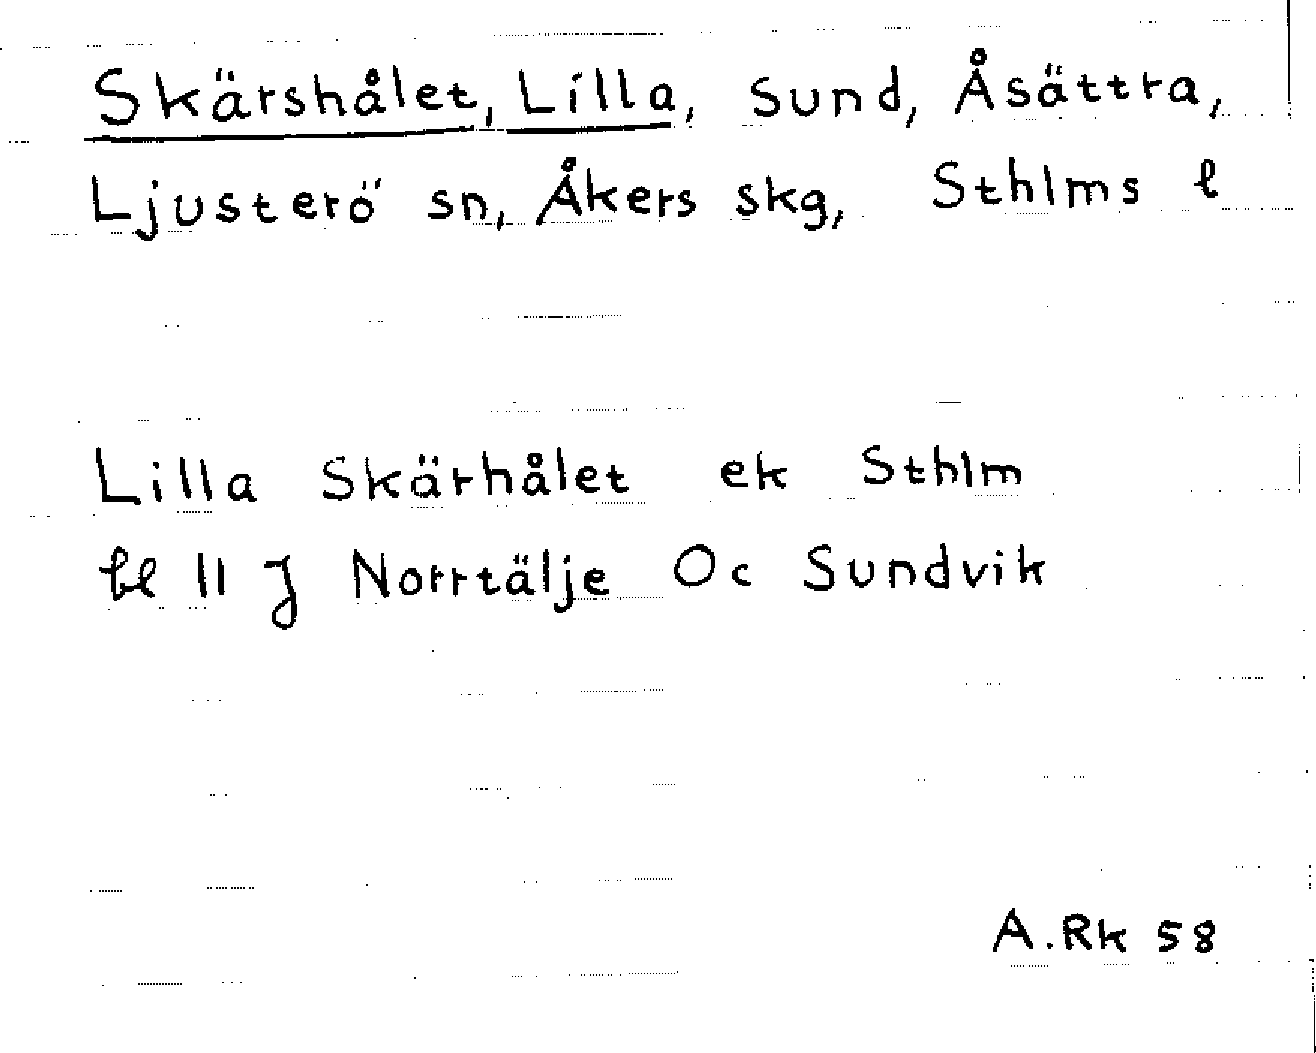 Skärshålet, Lilla, sund, Åsättra,
Ljusterö sn, Åkers skg, Sthlms l
Lilla Skärhålet ek Sthlm
bl 11 J Norrtälje Oc Sundvik
A.Rk 58